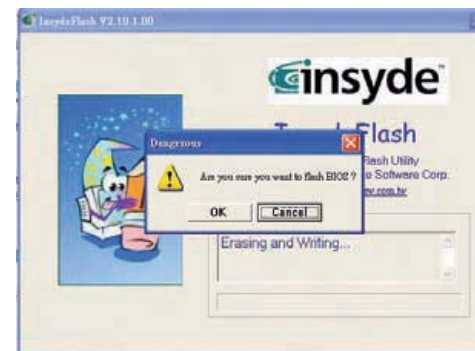 InsydeFlash V2.10.1.00
insyde
Flash
Flash Utility
Software Corp.
Dangerous
Are you sure you want to flash BIOS ?
OK
Cancel
Erasing and Writing...